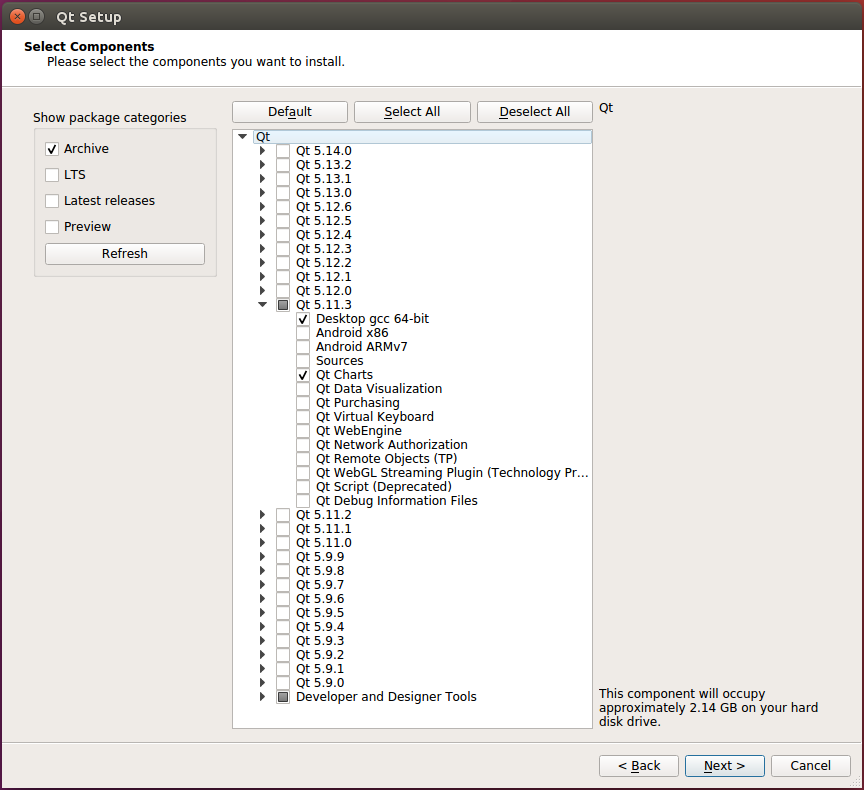 Qt Setup
Select Components
Please select the components you want to install.
Show package categories
Archive
LTS
Latest releases
Preview
Refresh
Default
Select All
Deselect All
Qt
Qt
Qt 5.14.0
Qt 5.13.2
Qt 5.13.1
Qt 5.13.0
Qt 5.12.6
Qt 5.12.5
Qt 5.12.4
Qt 5.12.3
Qt 5.12.2
Qt 5.12.1
Qt 5.12.0
Qt 5.11.3
Desktop gcc 64-bit
Android x86
Android ARMv7
Sources
Qt Charts
Qt Data Visualization
Qt Purchasing
Qt Virtual Keyboard
Qt WebEngine
Qt Network Authorization
Qt Remote Objects (TP)
Qt WebGL Streaming Plugin (Technology Pr...
Qt Script (Deprecated)
Qt Debug Information Files
Qt 5.11.2
Qt 5.11.1
Qt 5.11.0
Qt 5.9.9
Qt 5.9.8
Qt 5.9.7
Qt 5.9.6
Qt 5.9.5
Qt 5.9.4
Qt 5.9.3
Qt 5.9.2
Qt 5.9.1
Qt 5.9.0
Developer and Designer Tools
This component will occupy
approximately 2.14 GB on your hard
disk drive.
< Back
Next >
Cancel